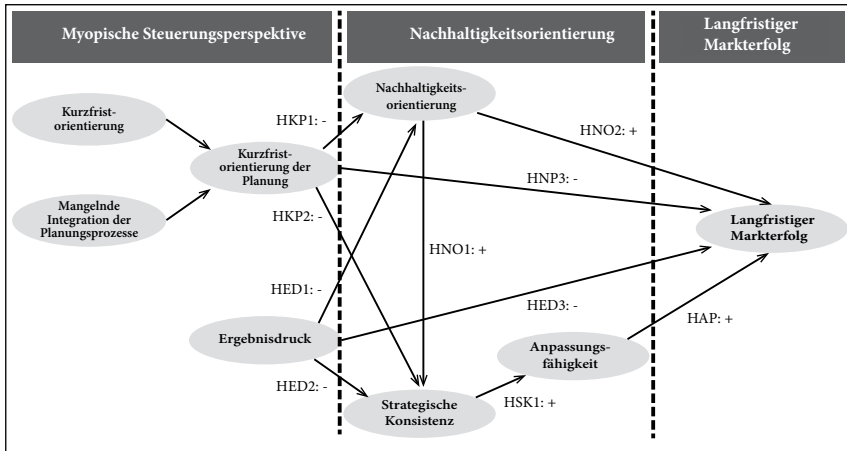 Myopische Steuerungsperspektive
Nachhaltigkeitsorientierung
Langfristiger
Markterfolg
Kurzfrist-
orientierung
Mangelnde
Integration der
Planungsprozesse
Kurzfrist-
orientierung der
Planung
Ergebnisdruck
HKP1: -
HKP2: -
HED1: -
HED2: -
Nachhaltigkeits-
orientierung
HNO1: +
Strategische
Konsistenz
HSK1: +
Anpassungs-
fähigkeit
HNO2: +
HNP3: -
HED3: -
HAP: +
Langfristiger
Markterfolg